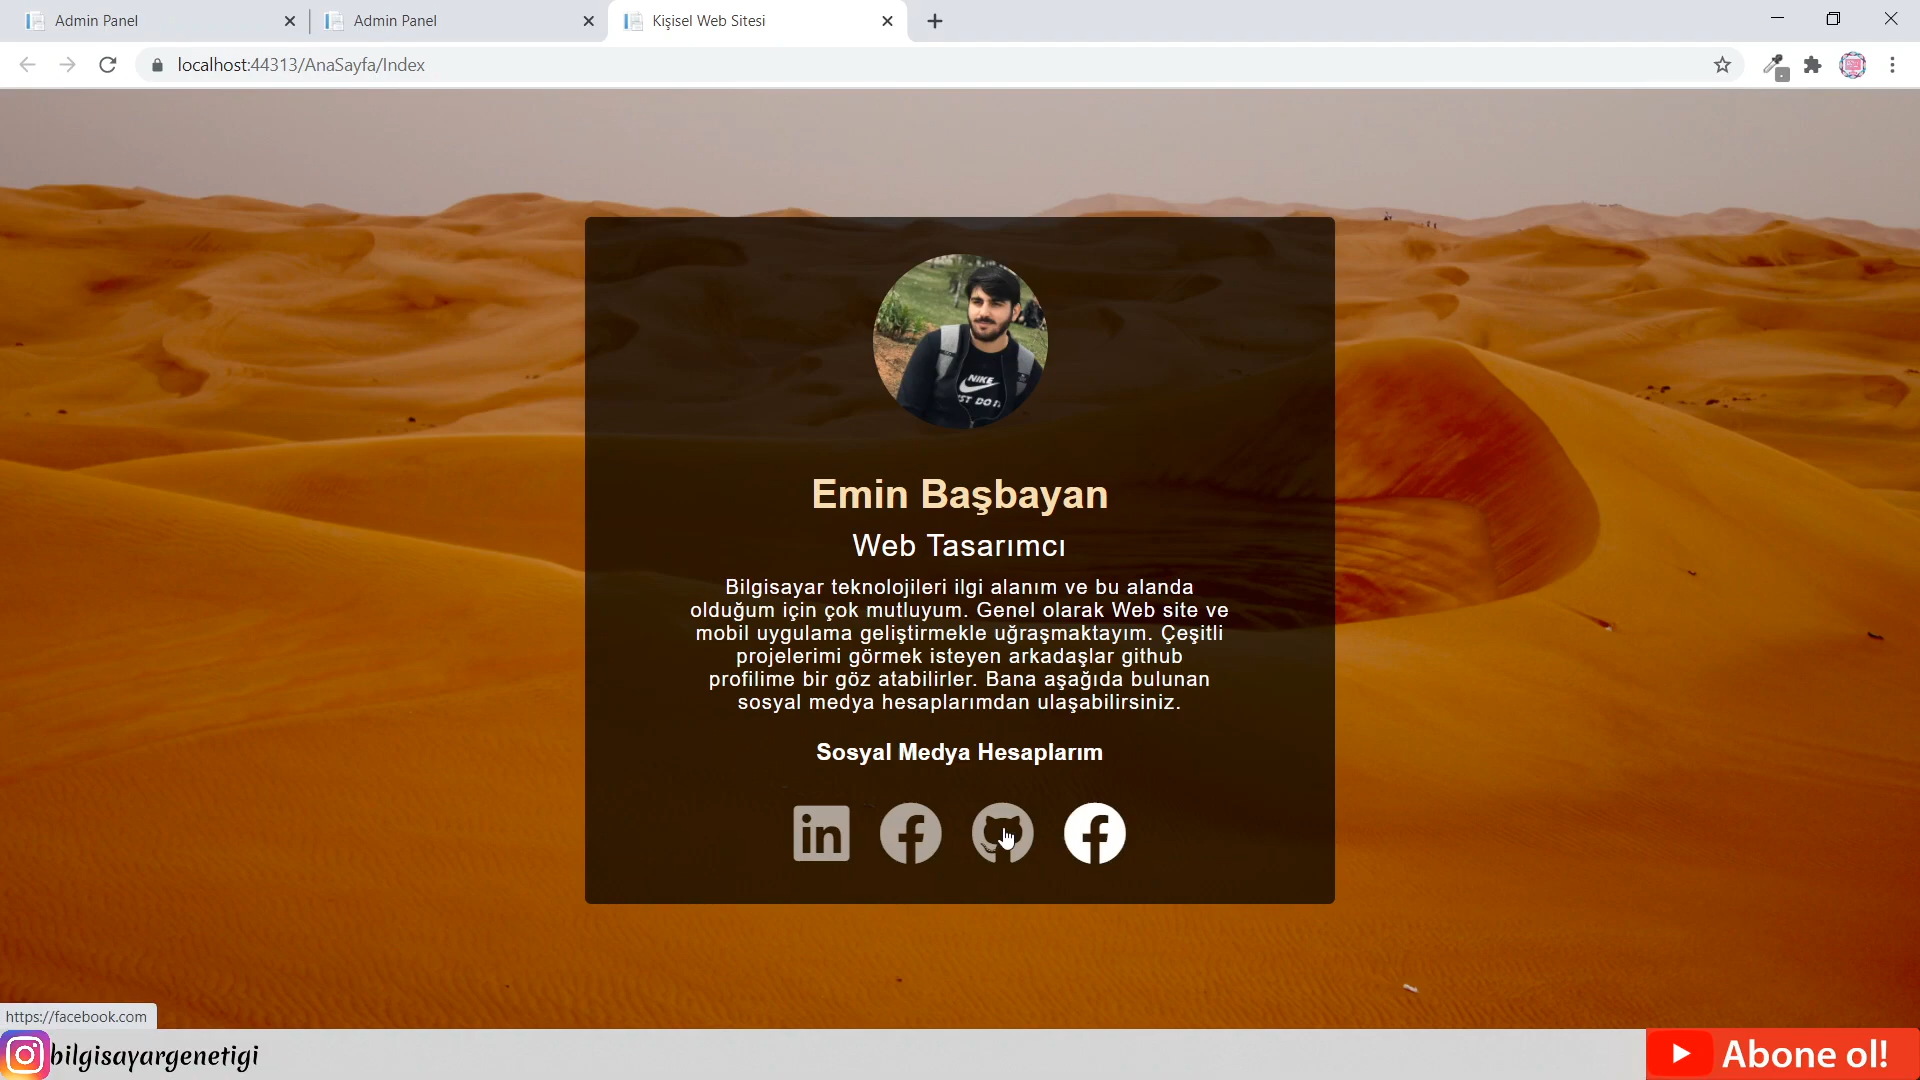 Admin Panel
Admin Panel
Kişisel Web Sitesi
localhost:44313/AnaSayfa/Index
NIKE
Emin Başbayan
Web Tasarımcı
Bilgisayar teknolojileri ilgi alanım ve bu alanda
olduğum için çok mutluyum. Genel olarak Web site ve
mobil uygulama geliştirmekle uğraşmaktayım. Çeşitli
projelerimi görmek isteyen arkadaşlar github
profilime bir göz atabilirler. Bana aşağıda bulunan
sosyal medya hesaplarımdan ulaşabilirsiniz.
Sosyal Medya Hesaplarım
in
https://facebook.com
bilgisayargenetigi
Abone ol!